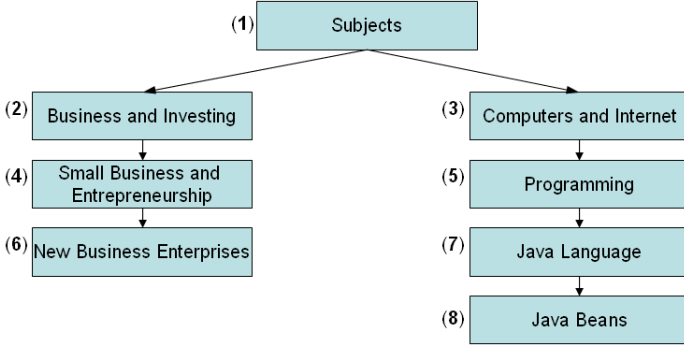 (1) Subjects
(2) Business and Investing
(3) Computers and Internet
(4) Small Business and
Entrepreneurship
(5) Programming
(6) New Business Enterprises
(7) Java Language
(8) Java Beans